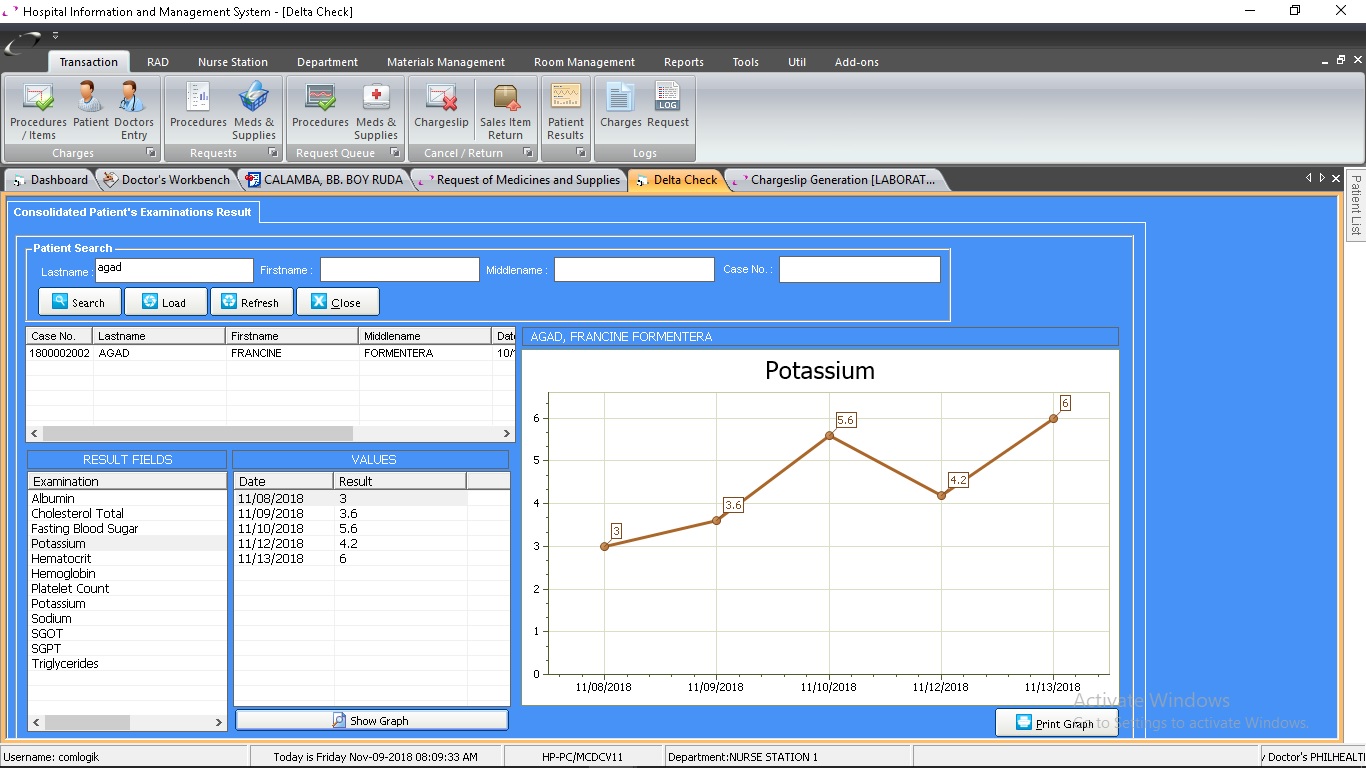 Hospital Information and Management System - [Delta Check]
Transaction RAD Nurse Station Department Materials Management Room Management Reports Tools Util Add-ons
Procedures / Items Patient Doctors Entry Procedures Meds & Supplies Procedures Meds & Supplies Chargeslip Sales Item Return Patient Results Charges LOG Request
Charges Requests Request Queue Cancel / Return Logs
Dashboard Doctor's Workbench CALAMBA, BB. BOY RUDA Request of Medicines and Supplies Delta Check Chargeslip Generation [LABORAT...
Patient List
Consolidated Patient's Examinations Result
Patient Search
Lastname : agad Firstname : Middlename : Case No. :
Search Load Refresh Close
Case No. Lastname Firstname Middlename
1800002002 AGAD FRANCINE FORMENTERA 10/
AGAD, FRANCINE FORMENTERA
RESULT FIELDS
Examination
Albumin
Cholesterol Total
Fasting Blood Sugar
Potassium
Hematocrit
Hemoglobin
Platelet Count
Potassium
Sodium
SGOT
SGPT
Triglycerides
VALUES
Date Result
11/08/2018 3
11/09/2018 3.6
11/10/2018 5.6
11/12/2018 4.2
11/13/2018 6
Show Graph
Potassium
6
5
4
3
2
1
0
3 3.6 5.6 4.2 6
11/08/2018 11/09/2018 11/10/2018 11/12/2018 11/13/2018
Print Graph
Activate Windows
Go to Settings to activate Windows.
Username: comlogik Today is Friday Nov-09-2018 08:09:33 AM HP-PC/MCDCV11 Department:NURSE STATION 1 / Doctor's PHILHEALT